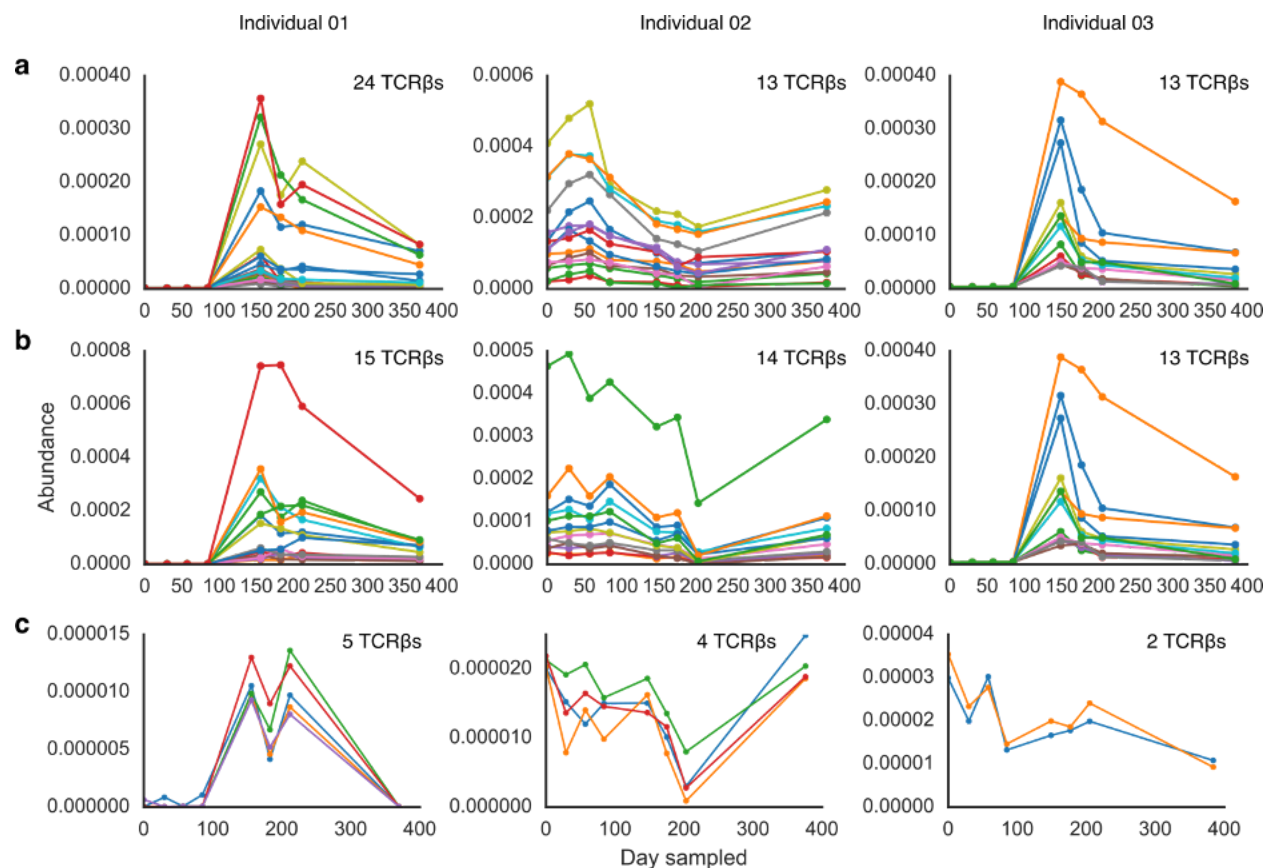 Individual 01 Individual 02 Individual 03
a
0.00040 0.00030 0.00020 0.00010 0.00000
24 TCRβs
0 50 100 150 200 250 300 350 400
0.0006 0.0004 0.0002 0.0000
13 TCRβs
0 50 100 150 200 250 300 350 400
0.00040 0.00030 0.00020 0.00010 0.00000
13 TCRβs
0 50 100 150 200 250 300 350 400
b
Abundance
0.0008 0.0006 0.0004 0.0002 0.0000
15 TCRβs
0 50 100 150 200 250 300 350 400
0.0005 0.0004 0.0003 0.0002 0.0001 0.0000
14 TCRβs
0 50 100 150 200 250 300 350 400
0.00040 0.00030 0.00020 0.00010 0.00000
13 TCRβs
0 50 100 150 200 250 300 350 400
c
0.000015 0.000010 0.000005 0.000000
5 TCRβs
0 100 200 300 400
0.000020 0.000010 0.000000
4 TCRβs
0 100 200 300 400
0.00004 0.00003 0.00002 0.00001 0.00000
2 TCRβs
100 200 300 400
Day sampled